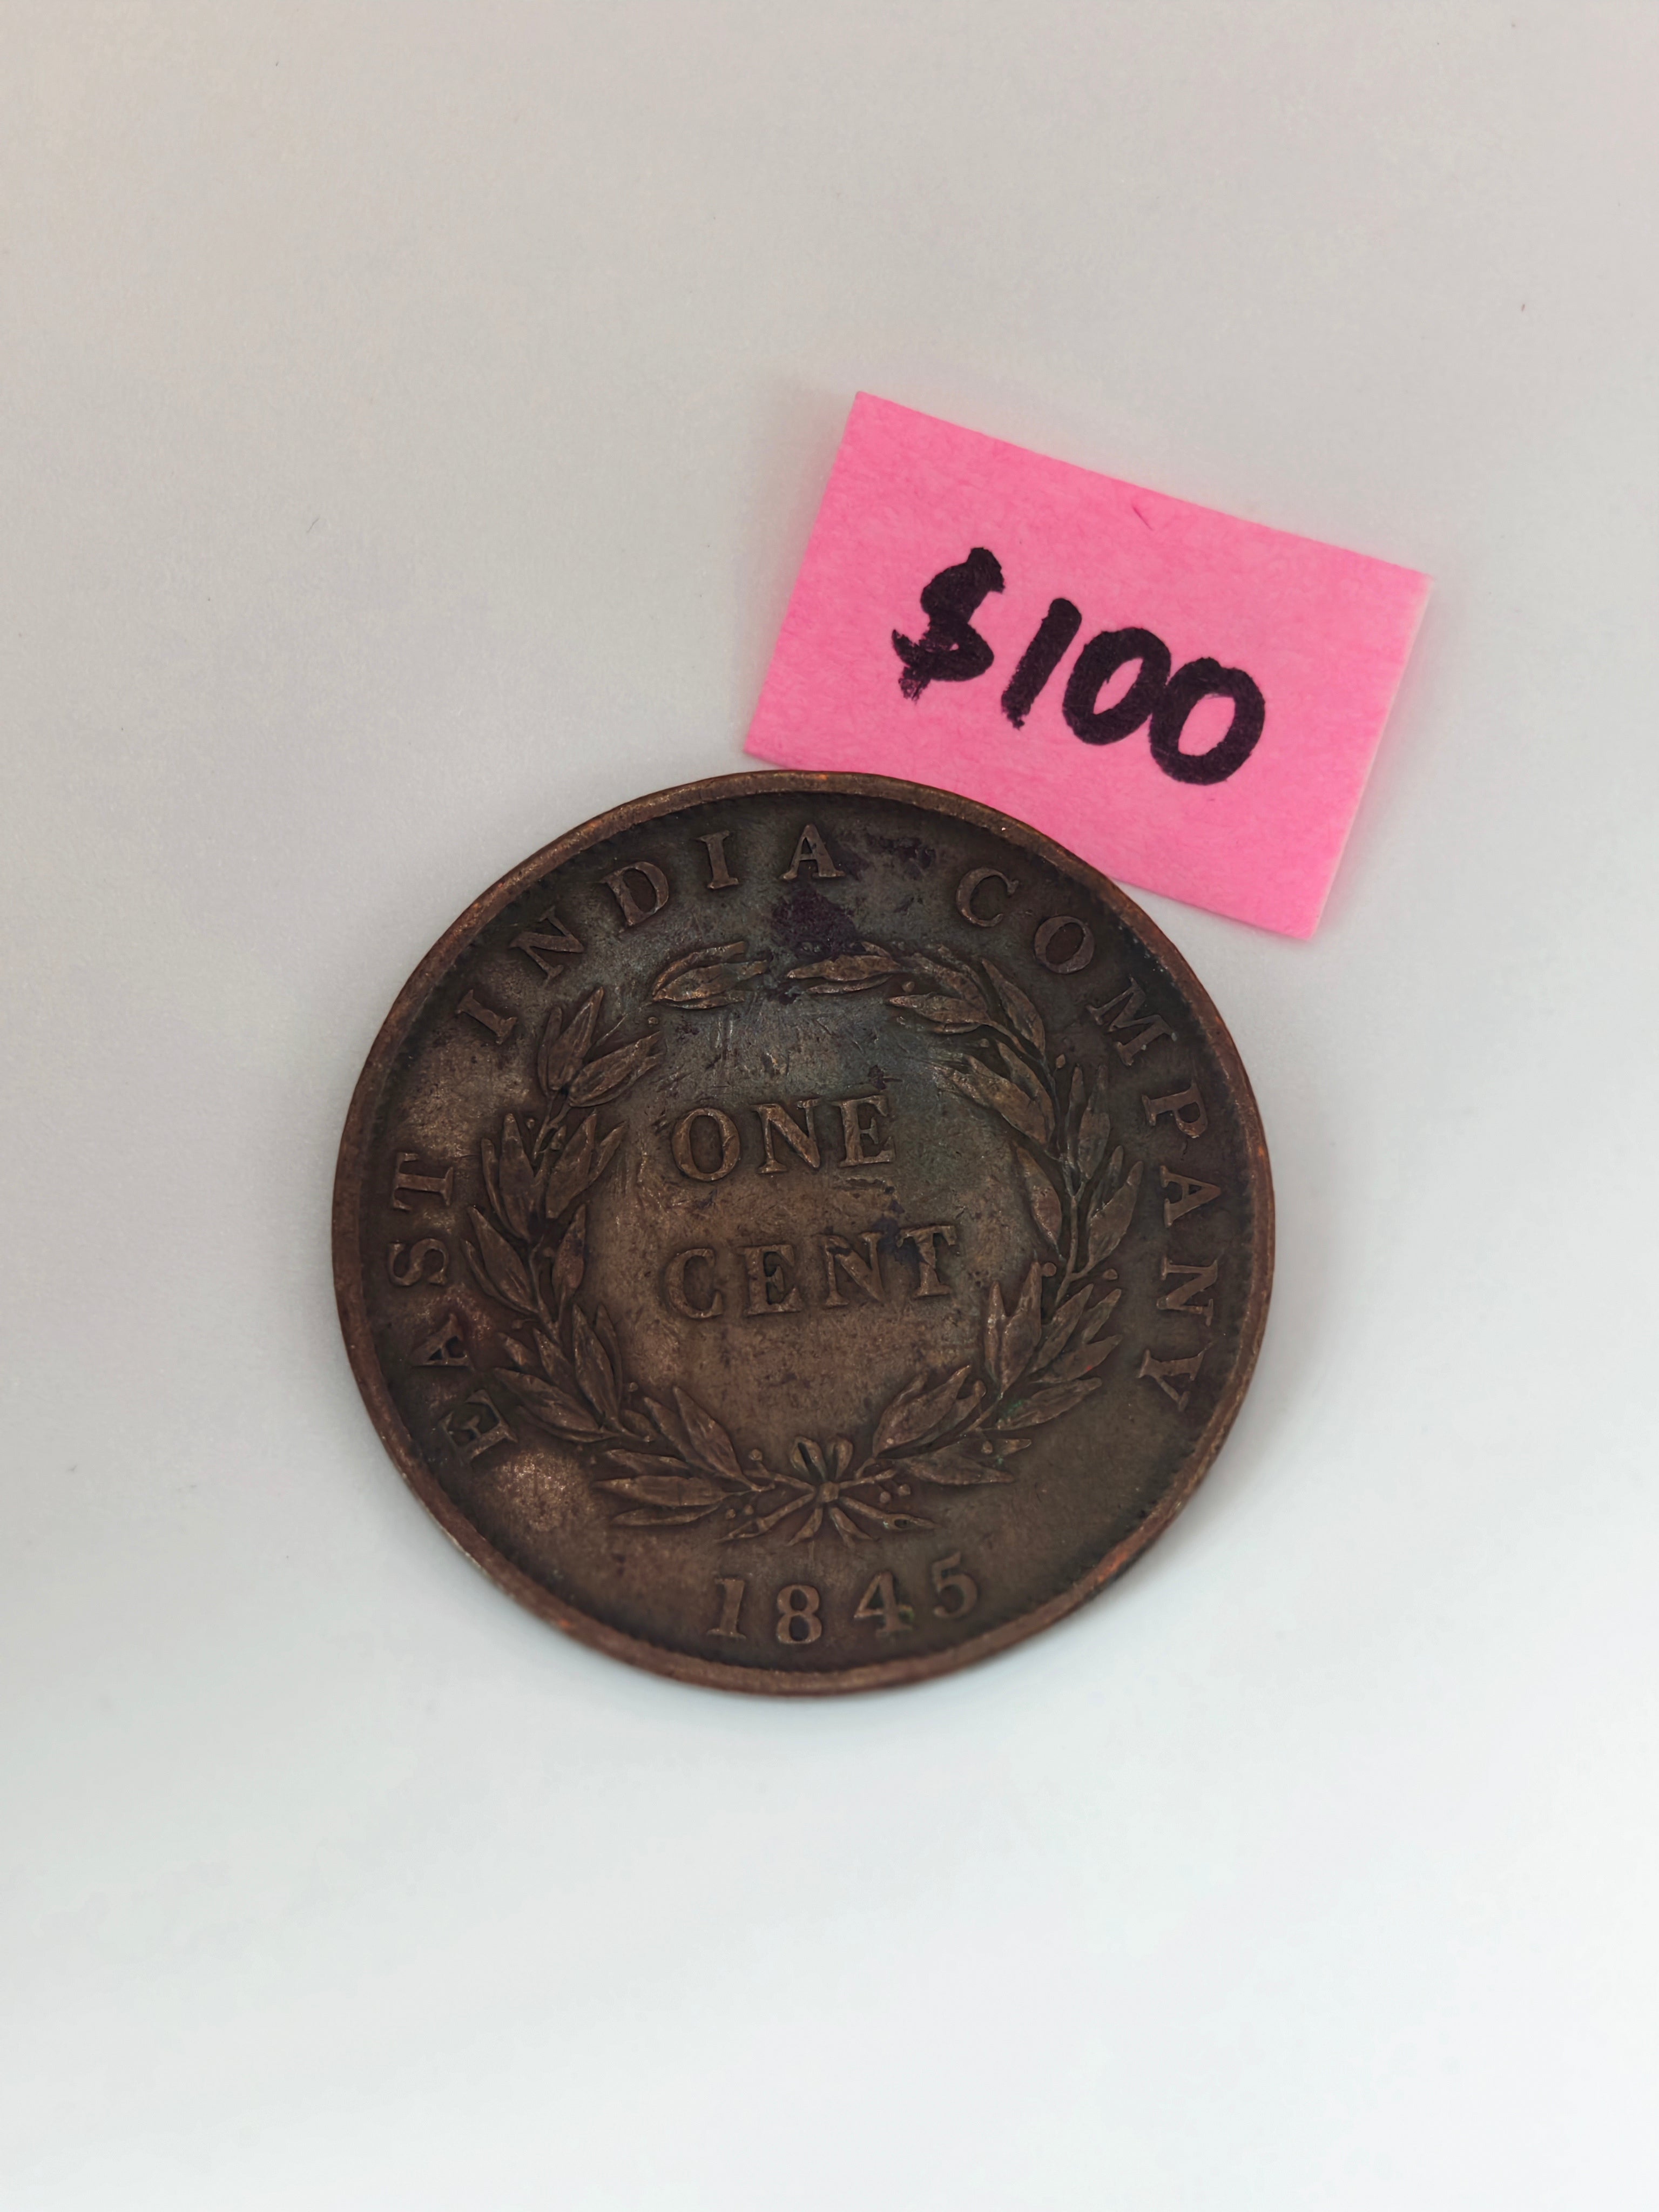 $100
EAST INDIA COMPANY
ONE
CENT
1845